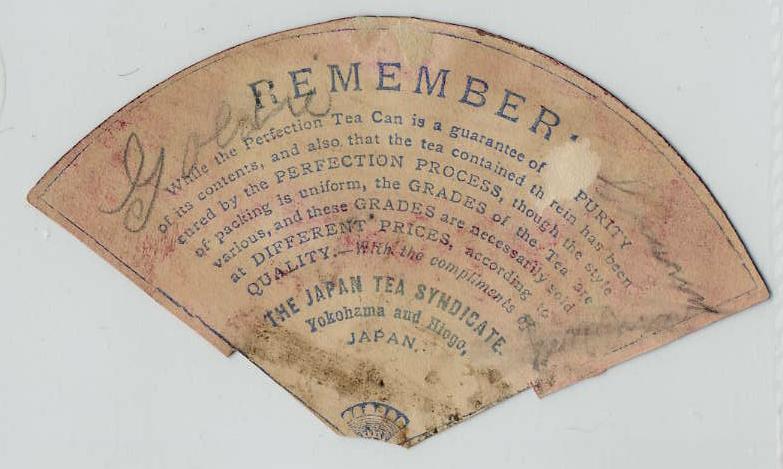 REMEMBER.
While the Perfection Tea Can is a guarantee of PURITY
of its contents, and also that the tea contained th rein has been
cured by the PERFECTION PROCESS, though the style
of packing is uniform, the GRADES of the Tea are
various, and these GRADES are necessarily sold
at DIFFERENT PRICES, according to
QUALITY.—With the compliments of
THE JAPAN TEA SYNDICATE.
Yokohama and Hiogo,
JAPAN.
Goldie